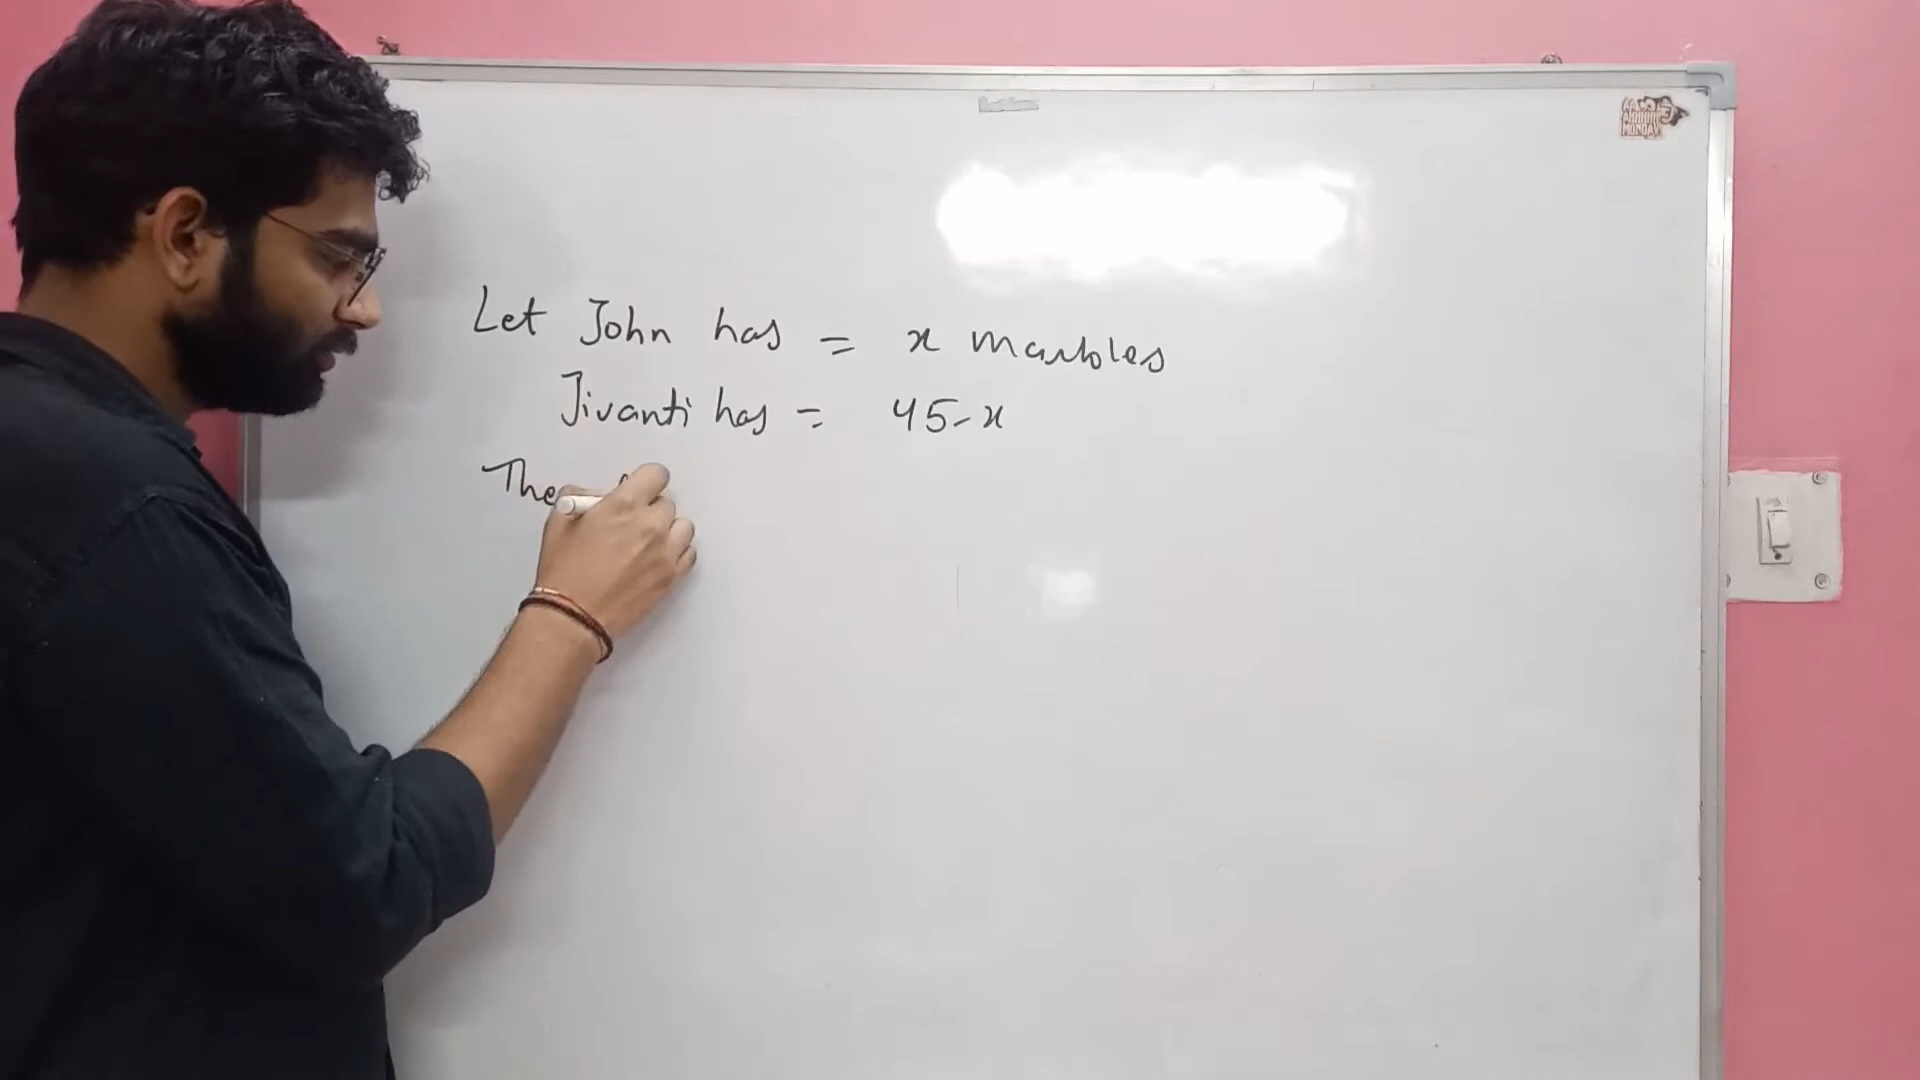 Let John has = x marbles
Jivanti has = 45-x
The